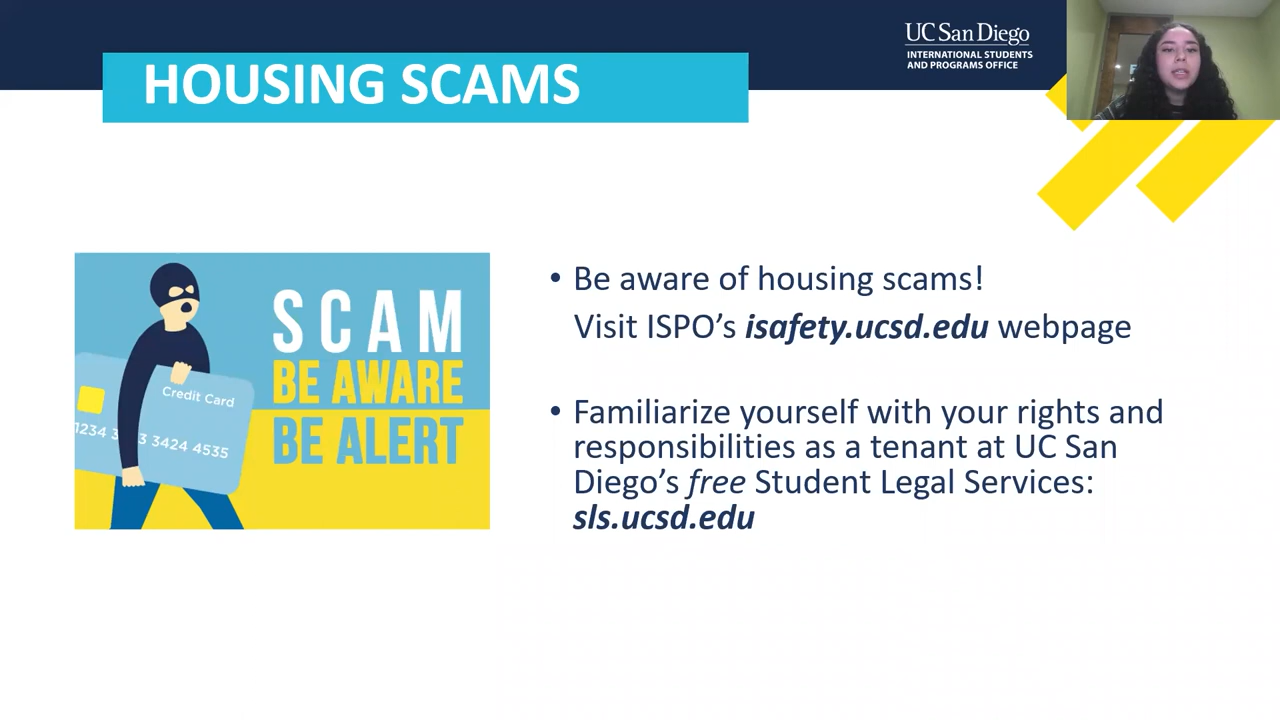 UC San Diego
INTERNATIONAL STUDENTS
AND PROGRAMS OFFICE
HOUSING SCAMS
SCAM
BE AWARE
BE ALERT
Credit Card
3424 4535
• Be aware of housing scams!
Visit ISPO’s isafety.ucsd.edu webpage
• Familiarize yourself with your rights and
responsibilities as a tenant at UC San
Diego’s free Student Legal Services:
sls.ucsd.edu